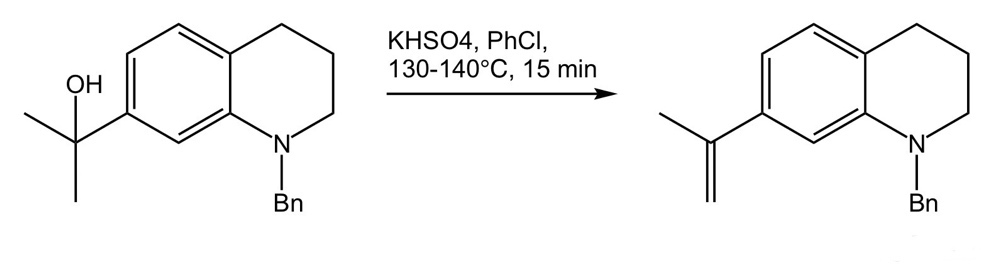 KHSO4, PhCl,
130-140°C, 15 min
OH
N
N
Bn
Bn